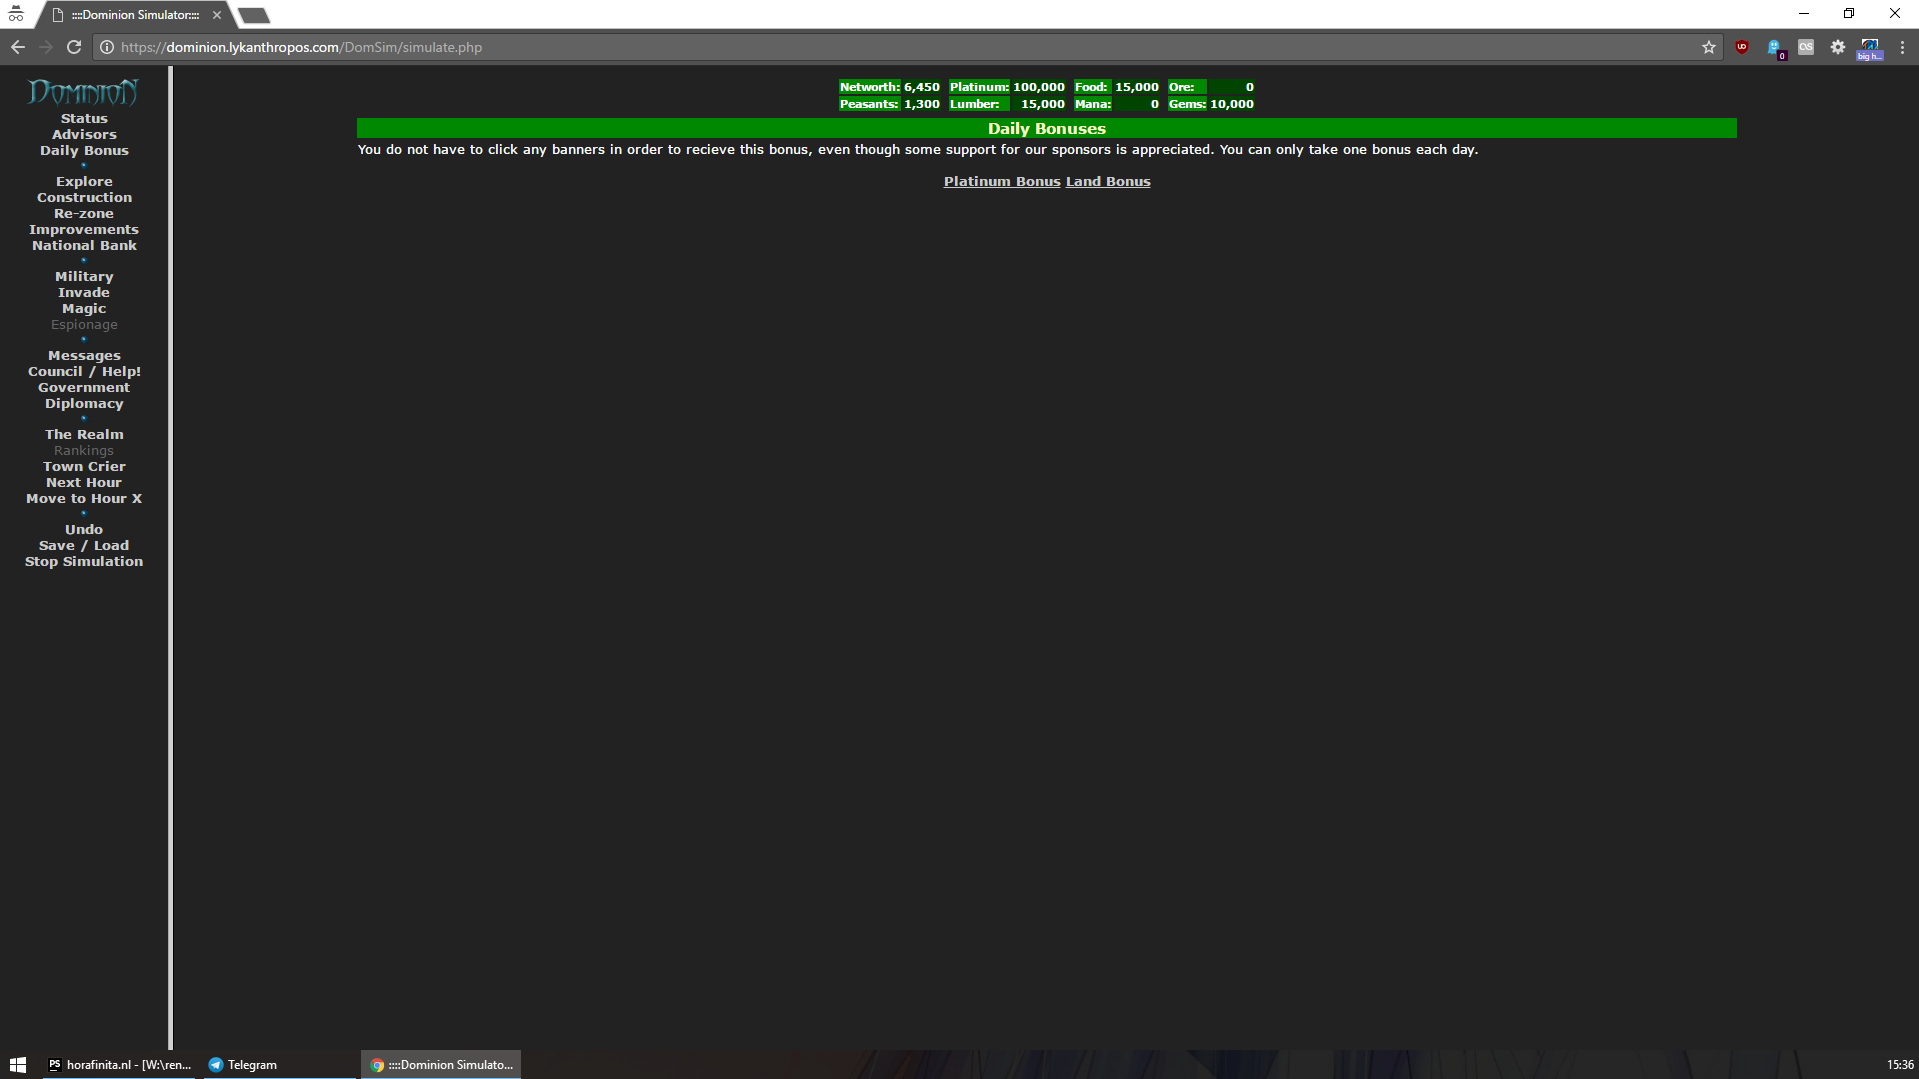 ::::Dominion Simulator::::
https://dominion.lykanthropos.com/DomSim/simulate.php
UD
0
OS
big h...
DOMINION
Status
Advisors
Daily Bonus
Explore
Construction
Re-zone
Improvements
National Bank
Military
Invade
Magic
Espionage
Messages
Council / Help!
Government
Diplomacy
The Realm
Rankings
Town Crier
Next Hour
Move to Hour X
Undo
Save / Load
Stop Simulation
Networth: 6,450 Platinum: 100,000 Food: 15,000 Ore: 0
Peasants: 1,300 Lumber: 15,000 Mana: 0 Gems: 10,000
Daily Bonuses
You do not have to click any banners in order to recieve this bonus, even though some support for our sponsors is appreciated. You can only take one bonus each day.
Platinum Bonus Land Bonus
PS horafinita.nl - [W:\ren...
Telegram
::::Dominion Simulato...
15:36